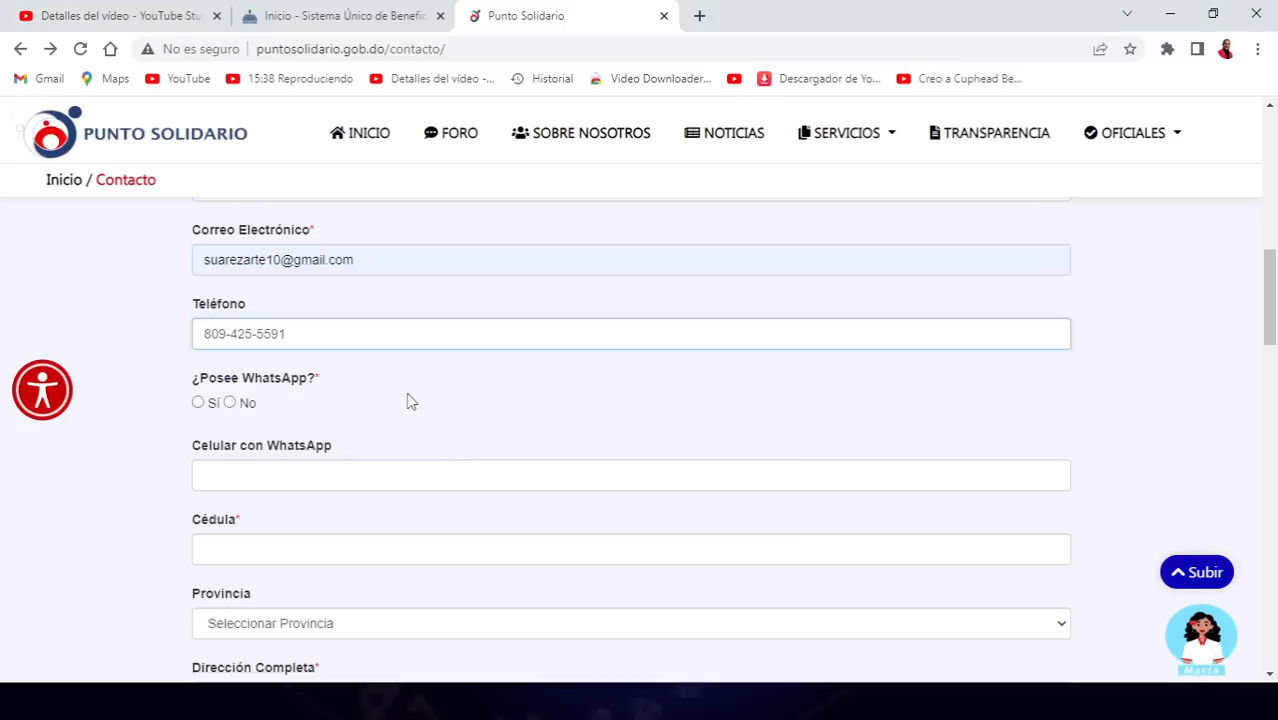 Detalles del vídeo - YouTube Stu
Inicio - Sistema Único de Benefic
Punto Solidario
No es seguro
puntosolidario.gob.do/contacto/
Gmail
Maps
YouTube
15:38 Reproduciendo
Detalles del vídeo -...
Historial
Video Downloader...
Descargador de Yo...
Creo a Cuphead Be...
PUNTO SOLIDARIO
INICIO
FORO
SOBRE NOSOTROS
NOTICIAS
SERVICIOS
TRANSPARENCIA
OFICIALES
Inicio / Contacto
Correo Electrónico*
suarezarte10@gmail.com
Teléfono
809-425-5591
¿Posee WhatsApp?*
Sí No
Celular con WhatsApp
Cédula*
Subir
Provincia
Seleccionar Provincia
Dirección Completa*
María